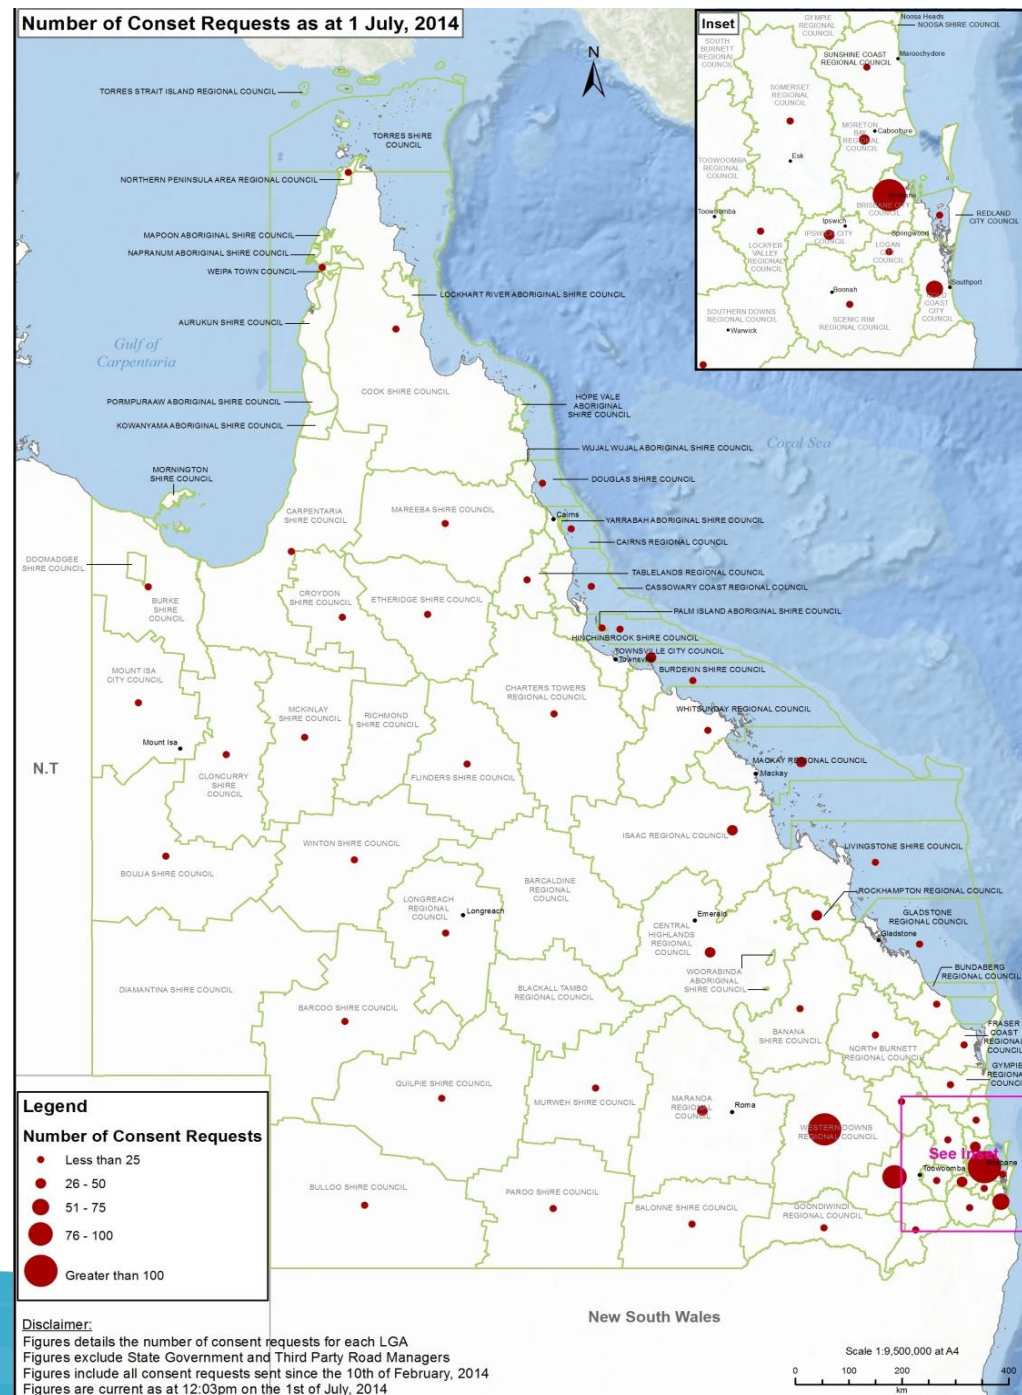 Number of Conset Requests as at 1 July, 2014
N
TORRES STRAIT ISLAND REGIONAL COUNCIL
TORRES SHIRE
COUNCIL
NORTHERN PENINSULA AREA REGIONAL COUNCIL
MAPOON ABORIGINAL SHIRE COUNCIL
NAPRANUM ABORIGINAL SHIRE COUNCIL
WEIPA TOWN COUNCIL
LOCKHART RIVER ABORIGINAL SHIRE COUNCIL
AURUKUN SHIRE COUNCIL
Gulf of
Carpentaria
COOK SHIRE COUNCIL
PORMPURAAW ABORIGINAL SHIRE COUNCIL
KOWANYAMA ABORIGINAL SHIRE COUNCIL
HOPE VALE
ABORIGINAL
SHIRE COUNCIL
WUJAL WUJAL ABORIGINAL SHIRE COUNCIL
Coral Sea
MORNINGTON
SHIRE COUNCIL
DOUGLAS SHIRE COUNCIL
CARPENTARIA
SHIRE COUNCIL
MAREEBA SHIRE COUNCIL
Cairns
YARRABAH ABORIGINAL SHIRE COUNCIL
CAIRNS REGIONAL COUNCIL
DOOMADGEE
SHIRE COUNCIL
TABLELANDS REGIONAL COUNCIL
CASSOWARY COAST REGIONAL COUNCIL
BURKE
SHIRE
COUNCIL
CROYDON
SHIRE COUNCIL
ETHERIDGE SHIRE COUNCIL
PALM ISLAND ABORIGINAL SHIRE COUNCIL
HINCHINBROOK SHIRE COUNCIL
TOWNSVILLE CITY COUNCIL
BURDEKIN SHIRE COUNCIL
MOUNT ISA
CITY COUNCIL
CHARTERS TOWERS
REGIONAL COUNCIL
WHITSUNDAY REGIONAL COUNCIL
MCKINLAY
SHIRE COUNCIL
RICHMOND
SHIRE COUNCIL
Mount Isa
N.T
CLONCURRY
SHIRE
COUNCIL
FLINDERS SHIRE COUNCIL
MACKAY REGIONAL COUNCIL
Mackay
ISAAC REGIONAL COUNCIL
WINTON SHIRE COUNCIL
LIVINGSTONE SHIRE COUNCIL
BOULIA SHIRE COUNCIL
BARCALDINE
REGIONAL
COUNCIL
ROCKHAMPTON REGIONAL COUNCIL
LONGREACH
REGIONAL
COUNCIL
Longreach
Emerald
CENTRAL
HIGHLANDS
REGIONAL
COUNCIL
GLADSTONE
REGIONAL COUNCIL
Gladstone
WOORABINDA
ABORIGINAL
SHIRE COUNCIL
BUNDABERG
REGIONAL COUNCIL
DIAMANTINA SHIRE COUNCIL
BLACKALL TAMBO
REGIONAL COUNCIL
BARCOO SHIRE COUNCIL
BANANA
SHIRE COUNCIL
NORTH BURNETT
REGIONAL COUNCIL
FRASER
COAST
REGIONAL
COUNCIL
GYMPIE
REGIONAL
COUNCIL
QUILPIE SHIRE COUNCIL
MURWEH SHIRE COUNCIL
MARANOA
REGIONAL
COUNCIL
Roma
WESTERN DOWNS
REGIONAL COUNCIL
See Inset
Toowoomba
BULLOO SHIRE COUNCIL
PAROO SHIRE COUNCIL
BALONNE SHIRE COUNCIL
GOONDIWINDI
REGIONAL COUNCIL
New South Wales
Inset
GYMPIE
REGIONAL
COUNCIL
Noosa Heads
NOOSA SHIRE COUNCIL
SOUTH
BURNETT
REGIONAL
COUNCIL
SUNSHINE COAST
REGIONAL COUNCIL
Maroochydore
SOMERSET
REGIONAL
COUNCIL
MORETON
BAY
REGIONAL
COUNCIL
Caboolture
Esk
TOOWOOMBA
REGIONAL
COUNCIL
BRISBANE CITY
COUNCIL
REDLAND
CITY COUNCIL
Toowoomba
Ipswich
IPSWICH CITY
COUNCIL
Springwood
LOCKYER
VALLEY
REGIONAL
COUNCIL
LOGAN
CITY
COUNCIL
Boonah
Southport
GOLD
COAST
CITY
COUNCIL
SOUTHERN DOWNS
REGIONAL COUNCIL
SCENIC RIM
REGIONAL COUNCIL
Warwick
Legend
Number of Consent Requests
Less than 25
26 - 50
51 - 75
76 - 100
Greater than 100
Disclaimer:
Figures details the number of consent requests for each LGA
Figures exclude State Government and Third Party Road Managers
Figures include all consent requests sent since the 10th of February, 2014
Figures are current as at 12:03pm on the 1st of July, 2014
Scale 1:9,500,000 at A4
0 100 200 400
km